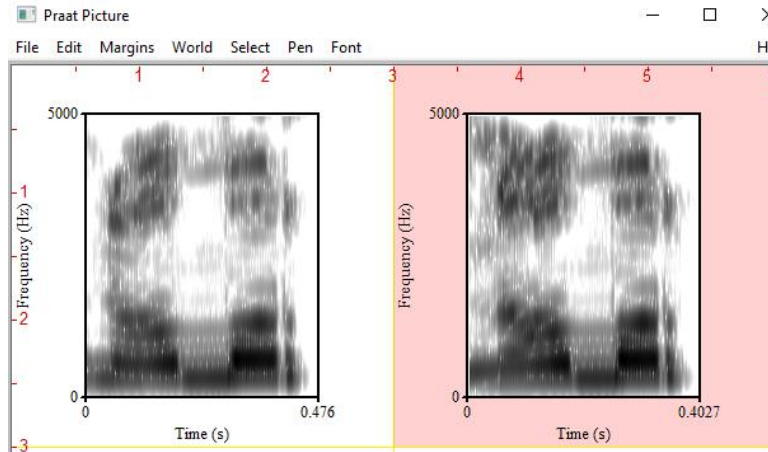 Praat Picture
File Edit Margins World Select Pen Font H
1 2 3 4 5
1
2
3
5000
Frequency (Hz)
0
0 0.476
Time (s)
5000
Frequency (Hz)
0
0 0.4027
Time (s)